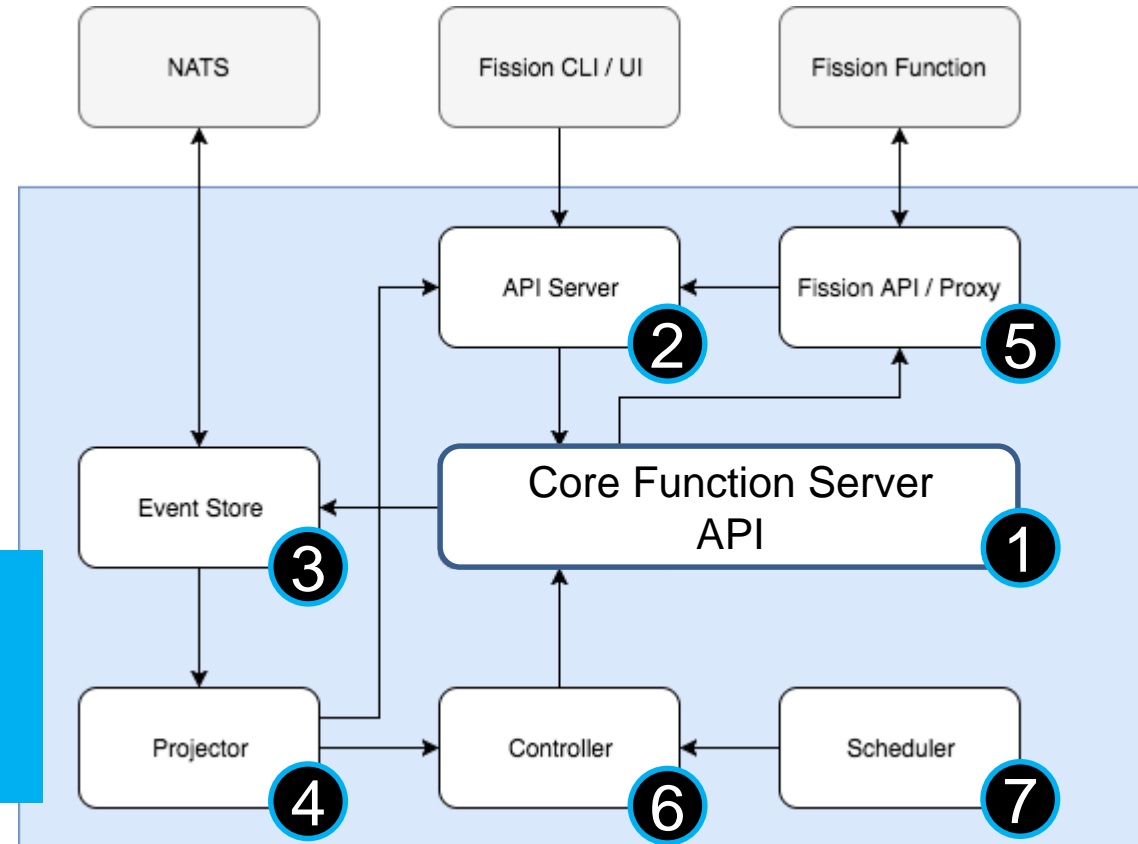 NATS
Fission CLI / UI
Fission Function
API Server
2
Fission API / Proxy
5
Event Store
3
Core Function Server
API
1
Projector
4
Controller
6
Scheduler
7